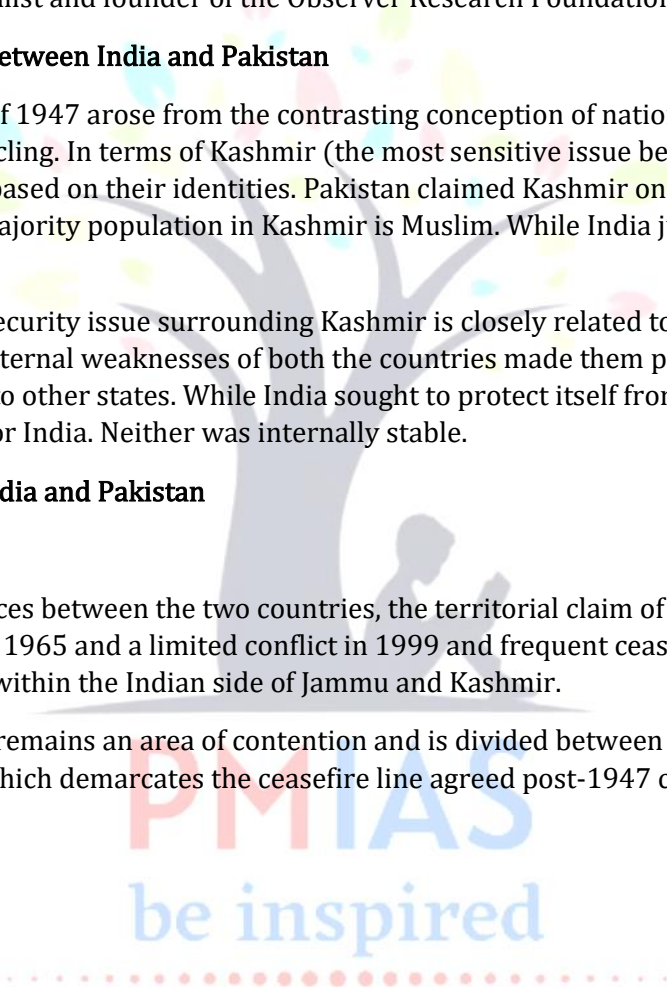 and founder of the Observer Research Foundation
etween India and Pakistan
f 1947 arose from the contrasting conception of natio
cling. In terms of Kashmir (the most sensitive issue be
based on their identities. Pakistan claimed Kashmir on
ajority population in Kashmir is Muslim. While India j
ecurity issue surrounding Kashmir is closely related to
ternal weaknesses of both the countries made them p
to other states. While India sought to protect itself from
or India. Neither was internally stable.
dia and Pakistan
ces between the two countries, the territorial claim of
1965 and a limited conflict in 1999 and frequent ceas
within the Indian side of Jammu and Kashmir.
remains an area of contention and is divided between
hich demarcates the ceasefire line agreed post-1947 c
PMIAS
be inspired